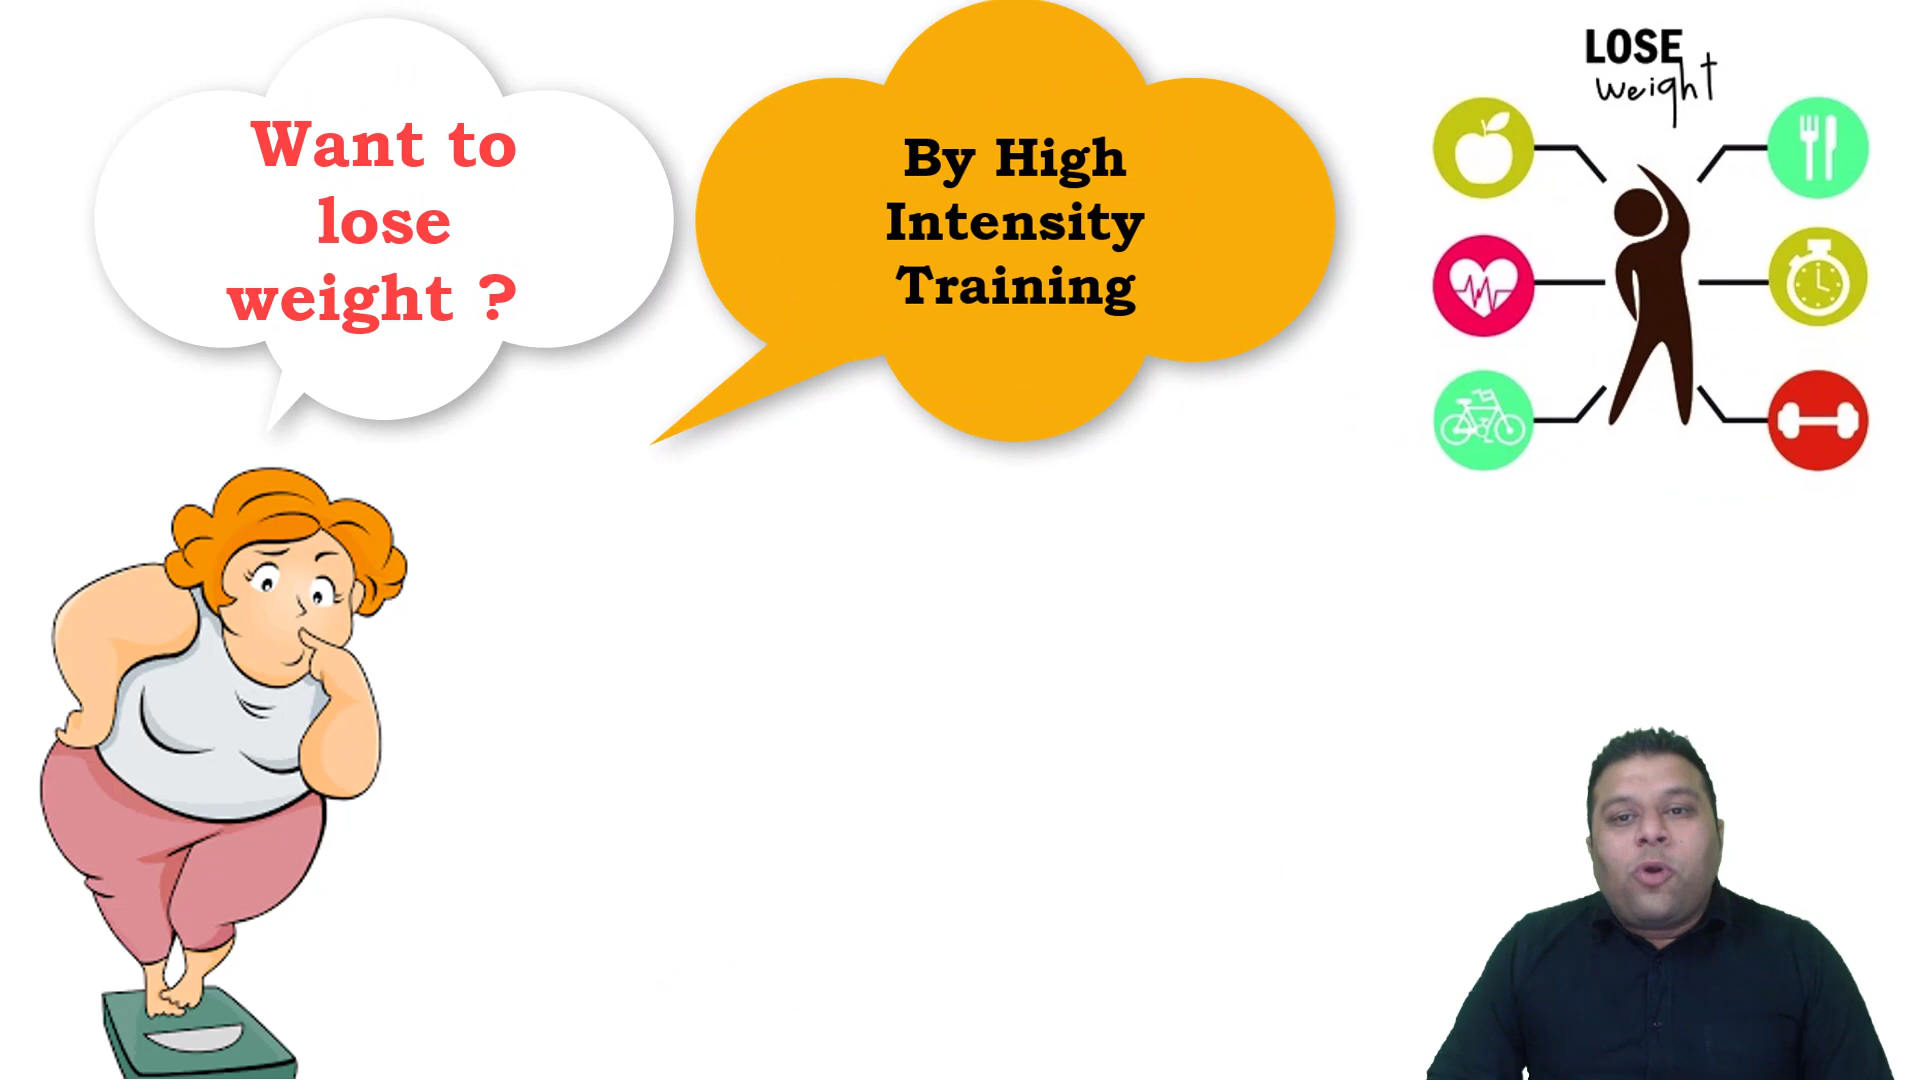 Want to
lose
weight ?
By High
Intensity
Training
LOSE
weight